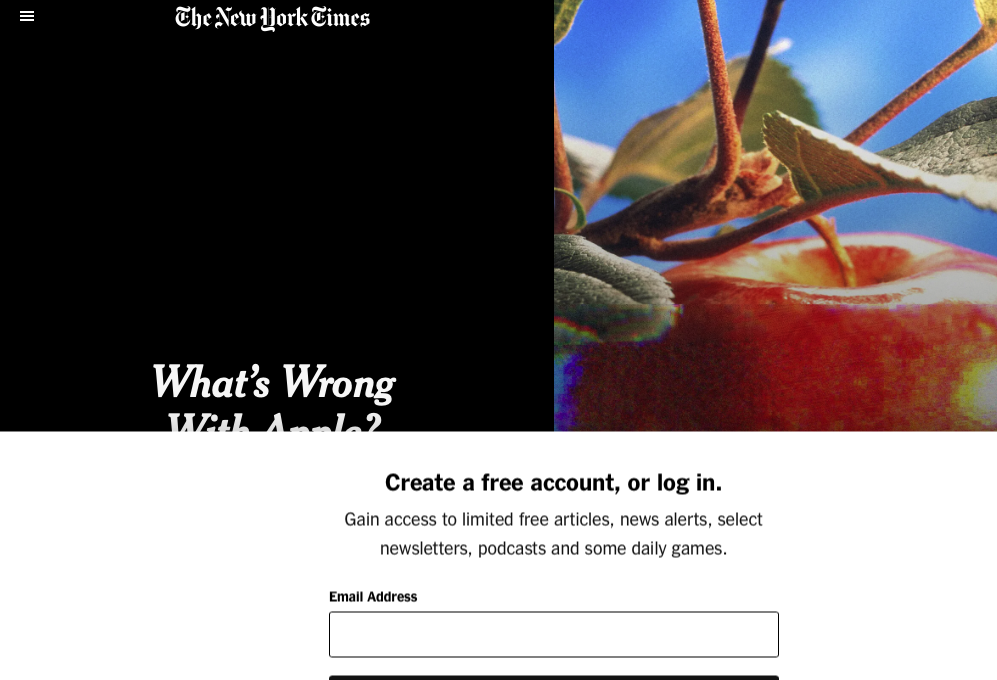 The New York Times
What's Wrong
With Apple?
Create a free account, or log in.
Gain access to limited free articles, news alerts, select
newsletters, podcasts and some daily games.
Email Address